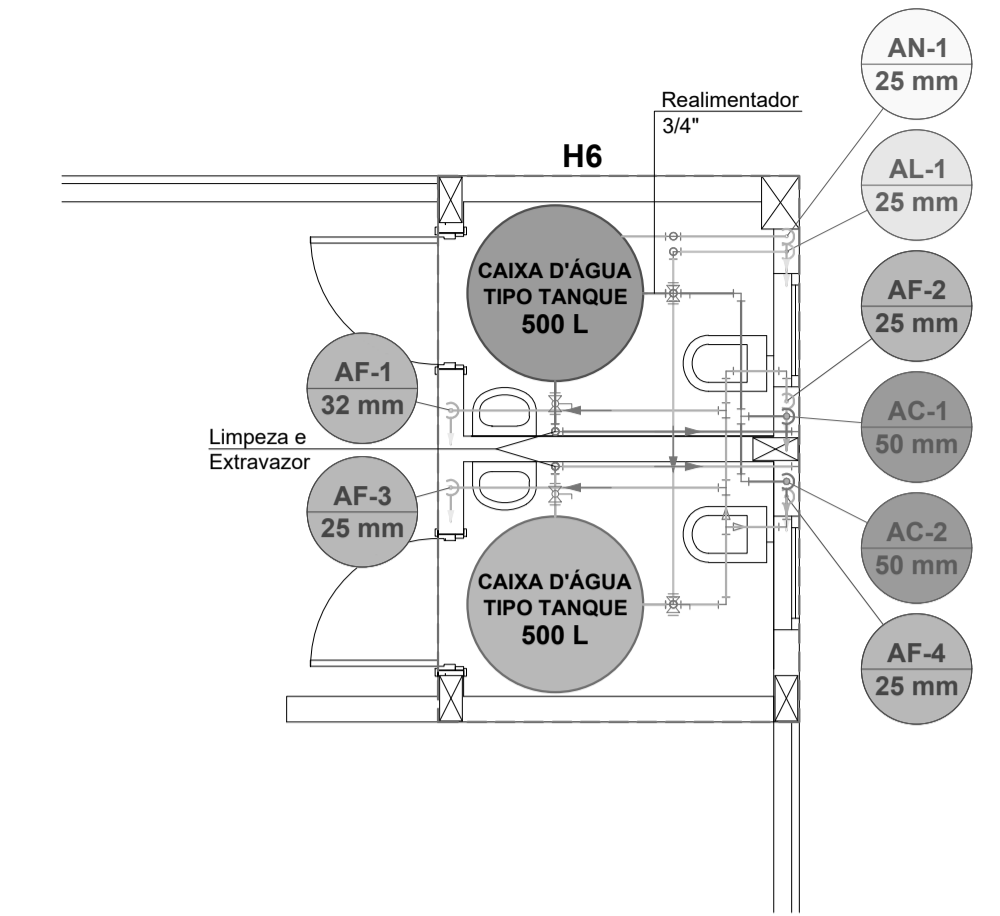 AN-1
25 mm
Realimentador
3/4"
H6
AL-1
25 mm
CAIXA D'ÁGUA
TIPO TANQUE
500 L
AF-2
25 mm
AF-1
32 mm
AC-1
50 mm
Limpeza e
Extravazor
AF-3
25 mm
AC-2
50 mm
CAIXA D'ÁGUA
TIPO TANQUE
500 L
AF-4
25 mm